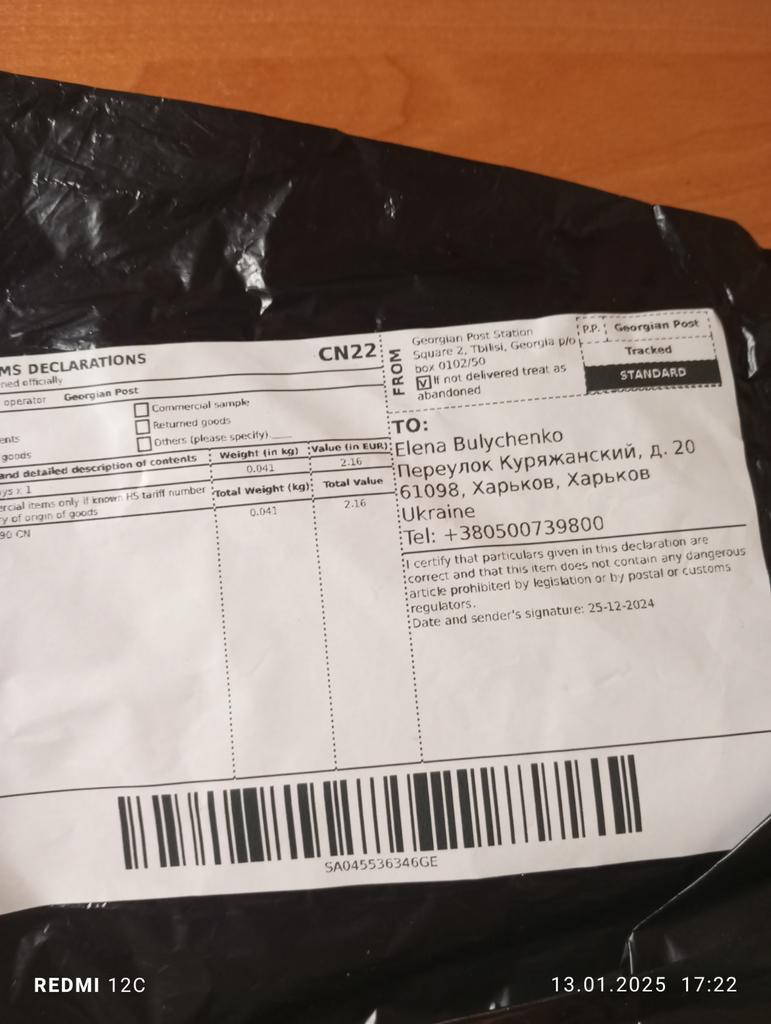 MS DECLARATIONS
CN22
ned officially
operator Georgian Post
Commercial sample
Returned goods
Others (please specify)
ents
goods
and detailed description of contents
Weight (in kg)
Value (in EUR)
ys x 1
0.041
2.16
ercial items only if known HS tariff number
y of origin of goods
Total Weight (kg)
Total Value
90 CN
0.041
2.16
FROM
Georgian Post Station
Square 2, Tbilisi, Georgia p/o
box 0102/50
V If not delivered treat as
abandoned
P.P. Georgian Post
Tracked
STANDARD
TO:
Elena Bulychenko
Переулок Куряжанский, д. 20
61098, Харьков, Харьков
Ukraine
Tel: +380500739800
I certify that particulars given in this declaration are
correct and that this item does not contain any dangerous
article prohibited by legislation or by postal or customs
regulators.
Date and sender's signature: 25-12-2024
SA045536346GE
REDMI 12C
13.01.2025 17:22